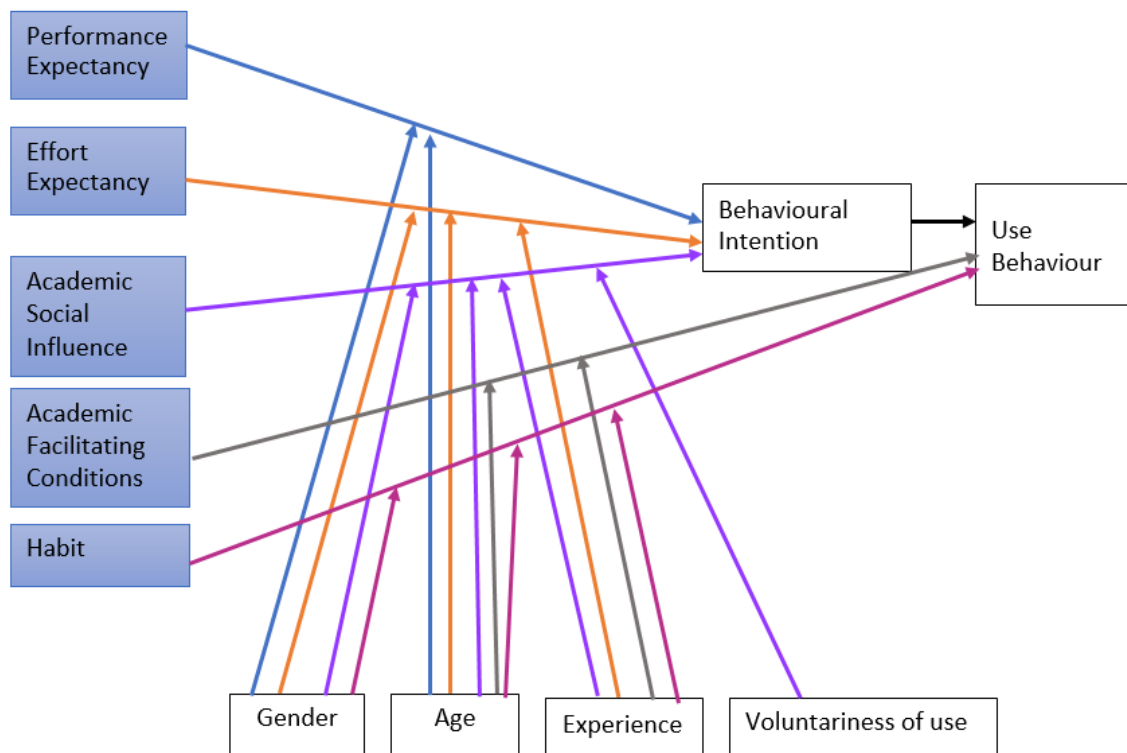 Performance
Expectancy
Effort
Expectancy
Academic
Social
Influence
Academic
Facilitating
Conditions
Habit
Behavioural
Intention
Use
Behaviour
Gender
Age
Experience
Voluntariness of use